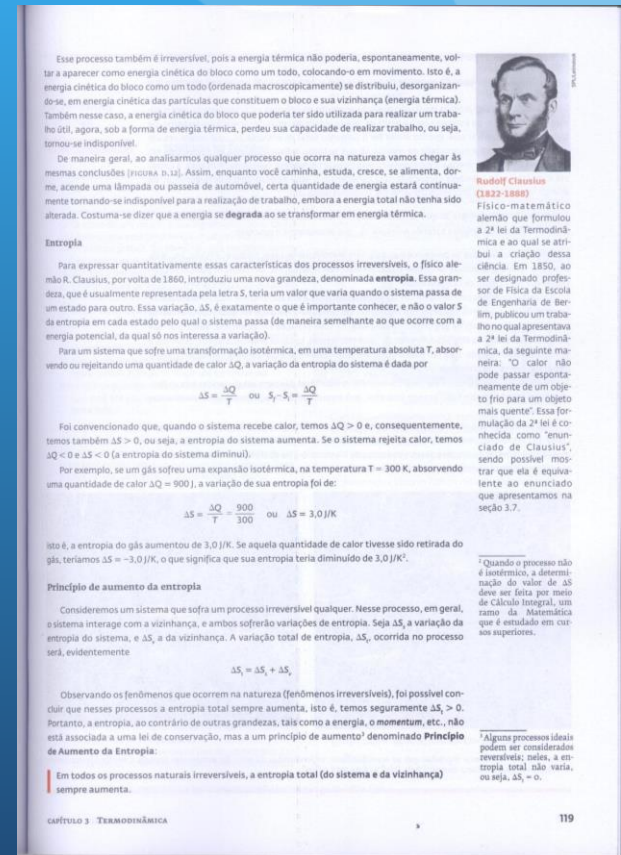 Esse processo também é irreversível, pois a energia térmica não poderia, espontaneamente, vol-
tar a aparecer como energia cinética do bloco como um todo, colocando-o em movimento. Isto é, a
energia cinética do bloco como um todo (ordenada macroscopicamente) se distribuiu, desorganizan-
do-se, em energia cinética das partículas que constituem o bloco e sua vizinhança (energia térmica).
Também nesse caso, a energia cinética do bloco que poderia ter sido utilizada para realizar um traba-
lho útil, agora, sob a forma de energia térmica, perdeu sua capacidade de realizar trabalho, ou seja,
tornou-se indisponível.
De maneira geral, ao analisarmos qualquer processo que ocorra na natureza vamos chegar às
mesmas conclusões [FIGURA D.12]. Assim, enquanto você caminha, estuda, cresce, se alimenta, dor-
me, acende uma lâmpada ou passeia de automóvel, certa quantidade de energia estará continua-
mente tornando-se indisponível para a realização de trabalho, embora a energia total não tenha sido
alterada. Costuma-se dizer que a energia se degrada ao se transformar em energia térmica.
Entropia
Para expressar quantitativamente essas características dos processos irreversíveis, o físico ale-
mão R. Clausius, por volta de 1860, introduziu uma nova grandeza, denominada entropia. Essa gran-
deza, que é usualmente representada pela letra S, teria um valor que varia quando o sistema passa de
um estado para outro. Essa variação, ΔS, é exatamente o que é importante conhecer, e não o valor S
da entropia em cada estado pelo qual o sistema passa (de maneira semelhante ao que ocorre com a
energia potencial, da qual só nos interessa a variação).
Para um sistema que sofre uma transformação isotérmica, em uma temperatura absoluta T, absor-
vendo ou rejeitando uma quantidade de calor ΔQ, a variação da entropia do sistema é dada por
ΔS = ΔQ/T ou Sf - Si = ΔQ/T
Foi convencionado que, quando o sistema recebe calor, temos ΔQ > 0 e, consequentemente,
temos também ΔS > 0, ou seja, a entropia do sistema aumenta. Se o sistema rejeita calor, temos
ΔQ < 0 e ΔS < 0 (a entropia do sistema diminui).
Por exemplo, se um gás sofreu uma expansão isotérmica, na temperatura T = 300 K, absorvendo
uma quantidade de calor ΔQ = 900 J, a variação de sua entropia foi de:
ΔS = ΔQ/T = 900/300 ou ΔS = 3,0 J/K
isto é, a entropia do gás aumentou de 3,0 J/K. Se aquela quantidade de calor tivesse sido retirada do
gás, teríamos ΔS = −3,0 J/K, o que significa que sua entropia teria diminuído de 3,0 J/K².
Princípio de aumento da entropia
Consideremos um sistema que sofra um processo irreversível qualquer. Nesse processo, em geral,
o sistema interage com a vizinhança, e ambos sofrerão variações de entropia. Seja ΔSs a variação da
entropia do sistema, e ΔSv a da vizinhança. A variação total de entropia, ΔSt, ocorrida no processo
será, evidentemente
ΔSt = ΔSs + ΔSv
Observando os fenômenos que ocorrem na natureza (fenômenos irreversíveis), foi possível con-
cluir que nesses processos a entropia total sempre aumenta, isto é, temos seguramente ΔSt > 0.
Portanto, a entropia, ao contrário de outras grandezas, tais como a energia, o momentum, etc., não
está associada a uma lei de conservação, mas a um princípio de aumento³ denominado Princípio
de Aumento da Entropia:
Em todos os processos naturais irreversíveis, a entropia total (do sistema e da vizinhança)
sempre aumenta.
Rudolf Clausius
(1822-1888)
Físico-matemático
alemão que formulou
a 2ª lei da Termodinâ-
mica e ao qual se atri-
bui a criação dessa
ciência. Em 1850, ao
ser designado profes-
sor de Física da Escola
de Engenharia de Ber-
lim, publicou um traba-
lho no qual apresentava
a 2ª lei da Termodinâ-
mica, da seguinte ma-
neira: "O calor não
pode passar esponta-
neamente de um obje-
to frio para um objeto
mais quente". Essa for-
mulação da 2ª lei é co-
nhecida como "enun-
ciado de Clausius",
sendo possível mos-
trar que ela é equiva-
lente ao enunciado
que apresentamos na
seção 3.7.
² Quando o processo não
é isotérmico, a determi-
nação do valor de ΔS
deve ser feita por meio
de Cálculo Integral, um
ramo da Matemática
que é estudado em cur-
sos superiores.
³ Alguns processos ideais
podem ser considerados
reversíveis; neles, a en-
tropia total não varia,
ou seja, ΔSt = 0.
CAPÍTULO 3 TERMODINÂMICA
119